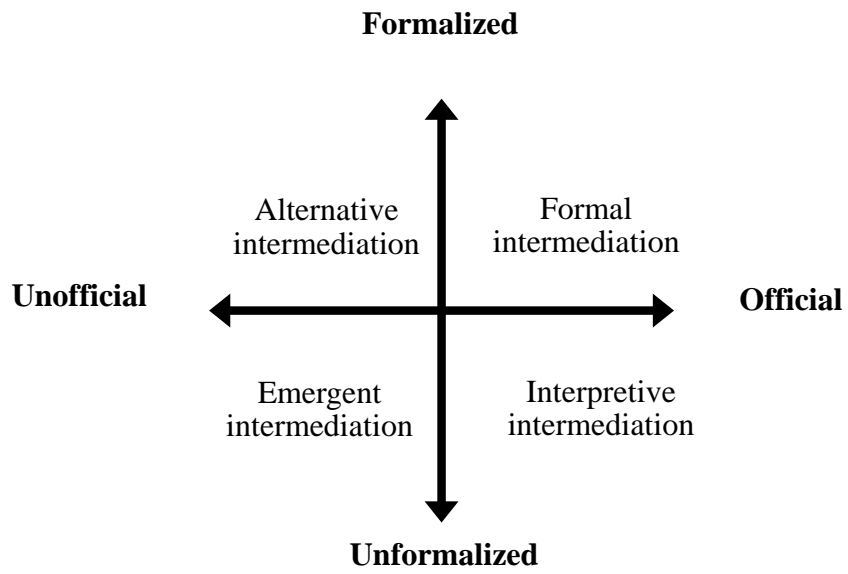 Formalized
Alternative
intermediation
Formal
intermediation
Unofficial
Official
Emergent
intermediation
Interpretive
intermediation
Unformalized